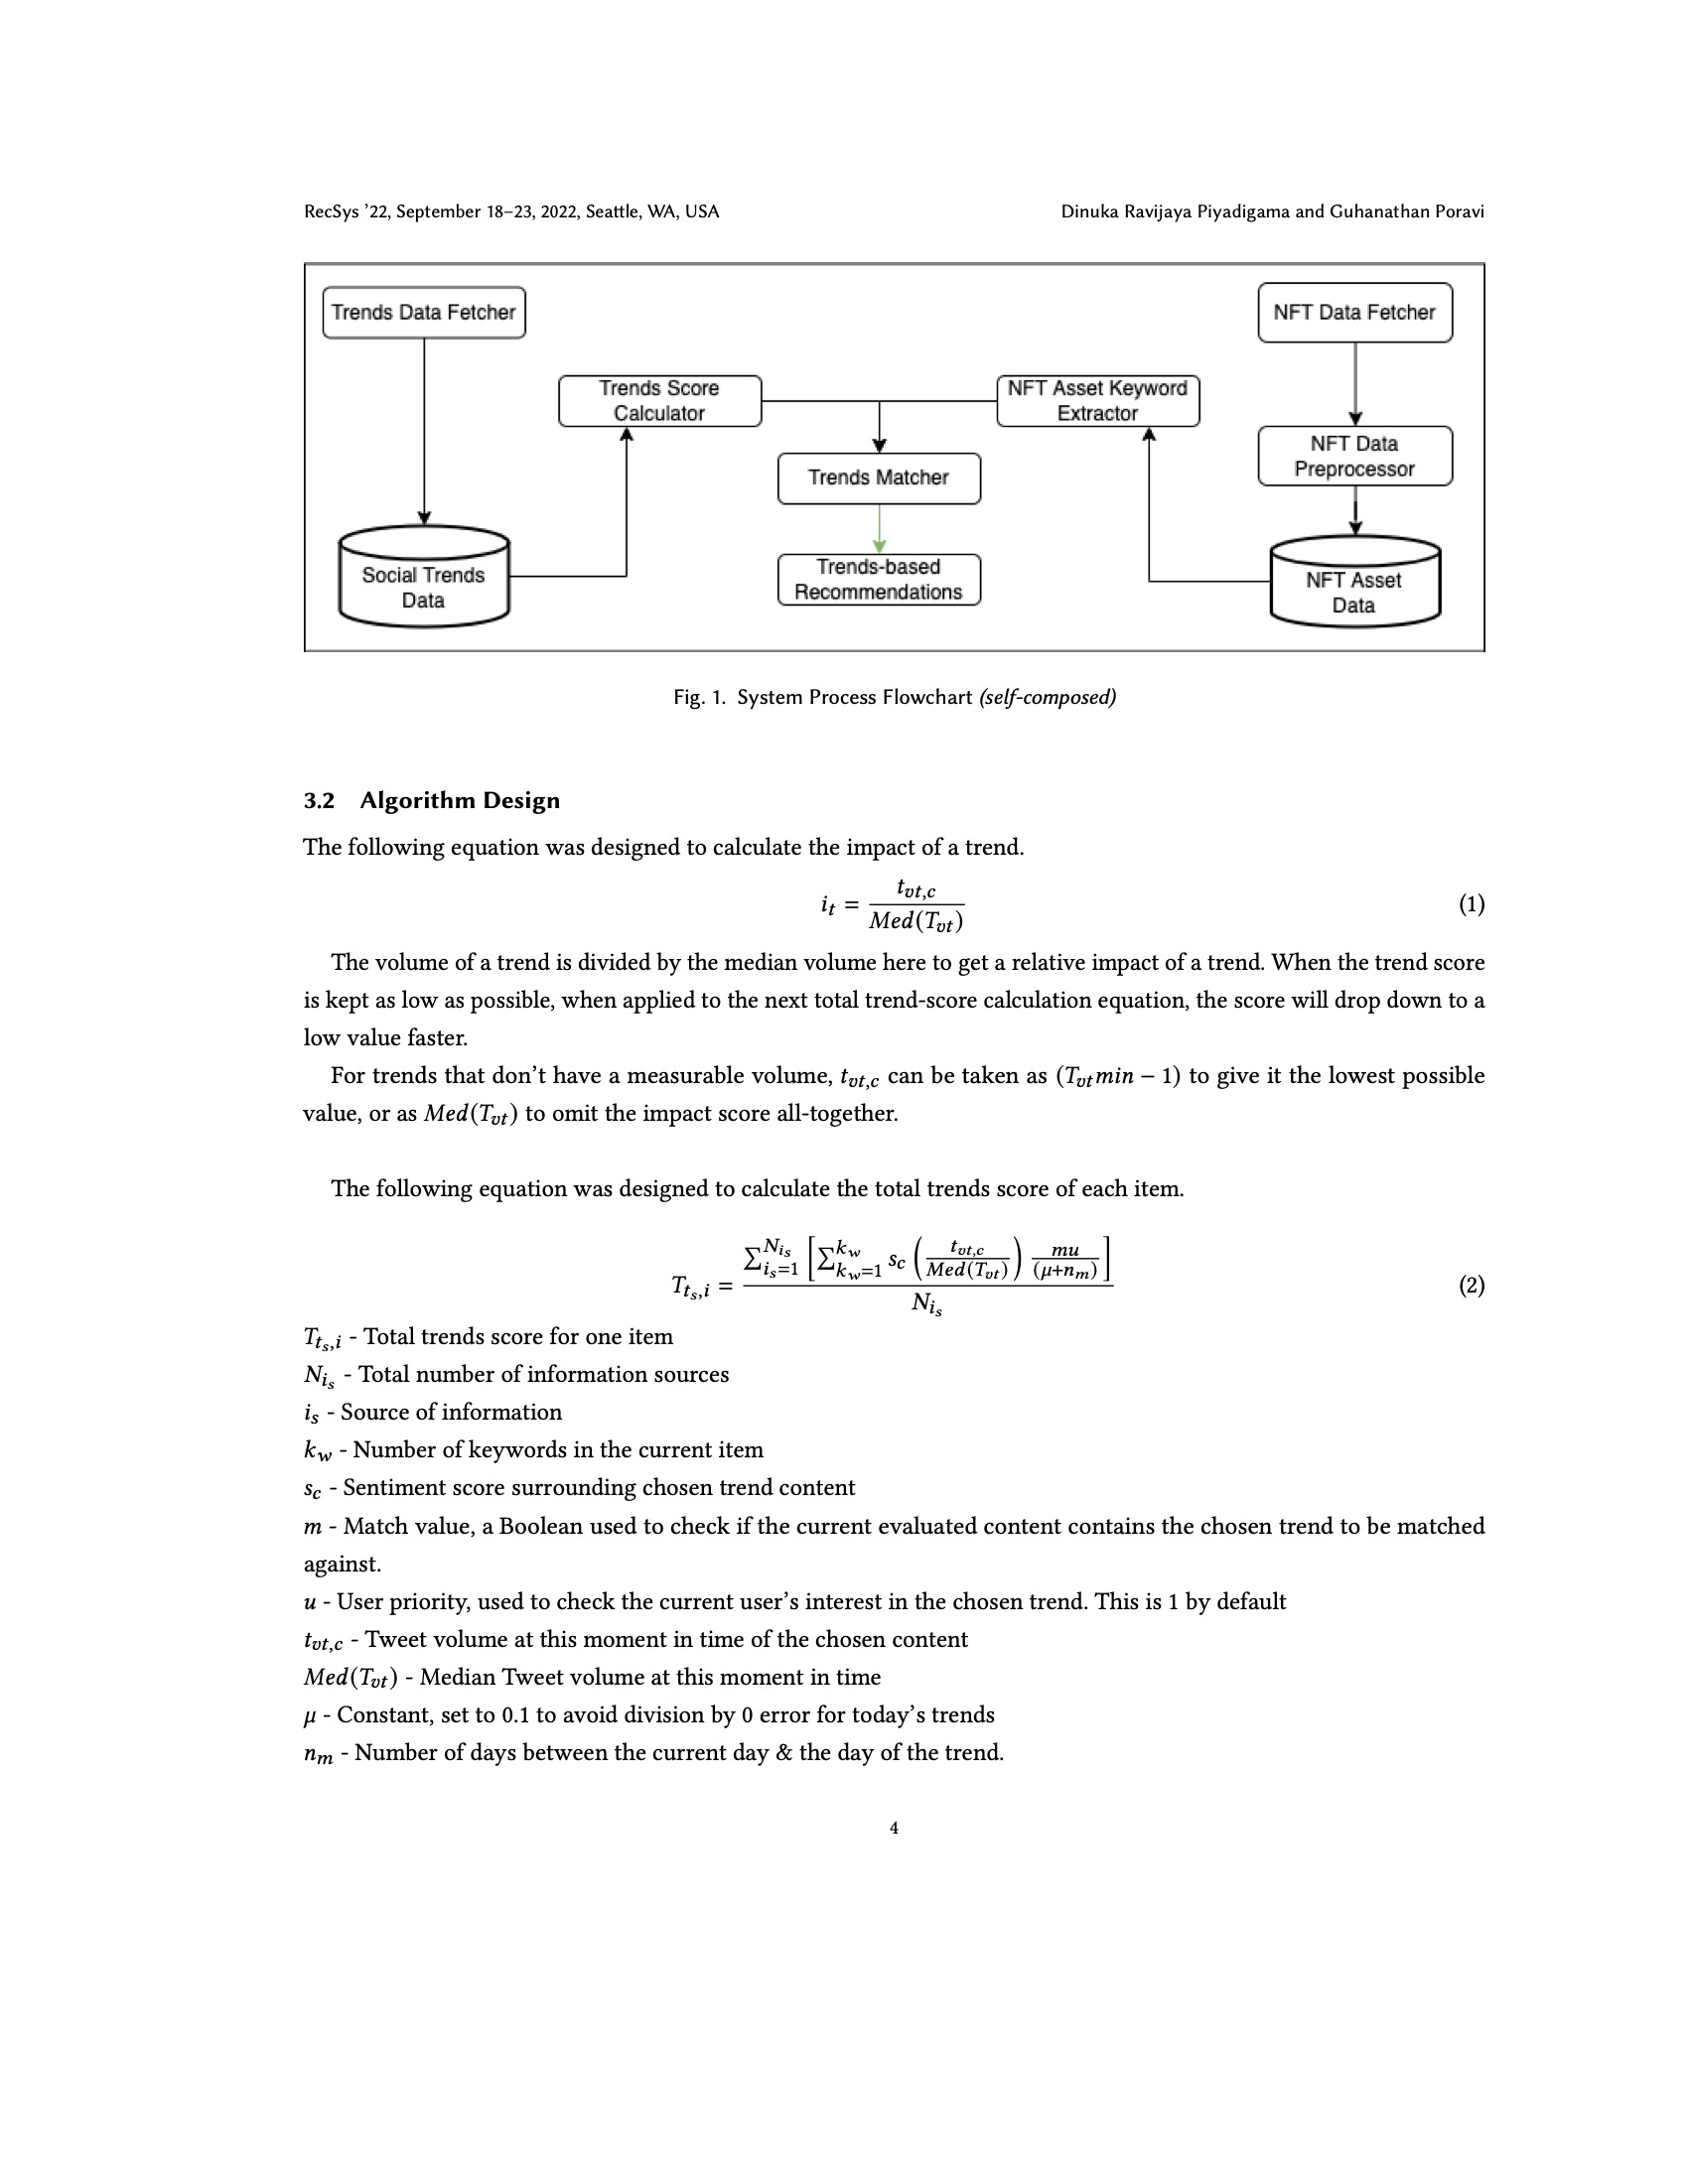 RecSys ’22, September 18–23, 2022, Seattle, WA, USA
Dinuka Ravijaya Piyadigama and Guhanathan Poravi
Trends Data Fetcher
NFT Data Fetcher
Trends Score
Calculator
NFT Asset Keyword
Extractor
NFT Data
Preprocessor
Trends Matcher
Social Trends
Data
Trends-based
Recommendations
NFT Asset
Data
Fig. 1. System Process Flowchart (self-composed)
3.2 Algorithm Design
The following equation was designed to calculate the impact of a trend.
i_t = \frac{t_{vt,c}}{Med(T_{vt})} (1)
The volume of a trend is divided by the median volume here to get a relative impact of a trend. When the trend score
is kept as low as possible, when applied to the next total trend-score calculation equation, the score will drop down to a
low value faster.
For trends that don’t have a measurable volume, t_{vt,c} can be taken as (T_{vt}min − 1) to give it the lowest possible
value, or as Med(T_{vt}) to omit the impact score all-together.
The following equation was designed to calculate the total trends score of each item.
T_{t_s,i} = \frac{\sum_{i_s=1}^{N_{i_s}} \left[ \sum_{k_w=1}^{k_w} s_c \left( \frac{t_{vt,c}}{Med(T_{vt})} \right) \frac{mu}{(μ+n_m)} \right]}{N_{i_s}} (2)
T_{t_s,i} - Total trends score for one item
N_{i_s} - Total number of information sources
i_s - Source of information
k_w - Number of keywords in the current item
s_c - Sentiment score surrounding chosen trend content
m - Match value, a Boolean used to check if the current evaluated content contains the chosen trend to be matched
against.
u - User priority, used to check the current user’s interest in the chosen trend. This is 1 by default
t_{vt,c} - Tweet volume at this moment in time of the chosen content
Med(T_{vt}) - Median Tweet volume at this moment in time
μ - Constant, set to 0.1 to avoid division by 0 error for today’s trends
n_m - Number of days between the current day & the day of the trend.
4